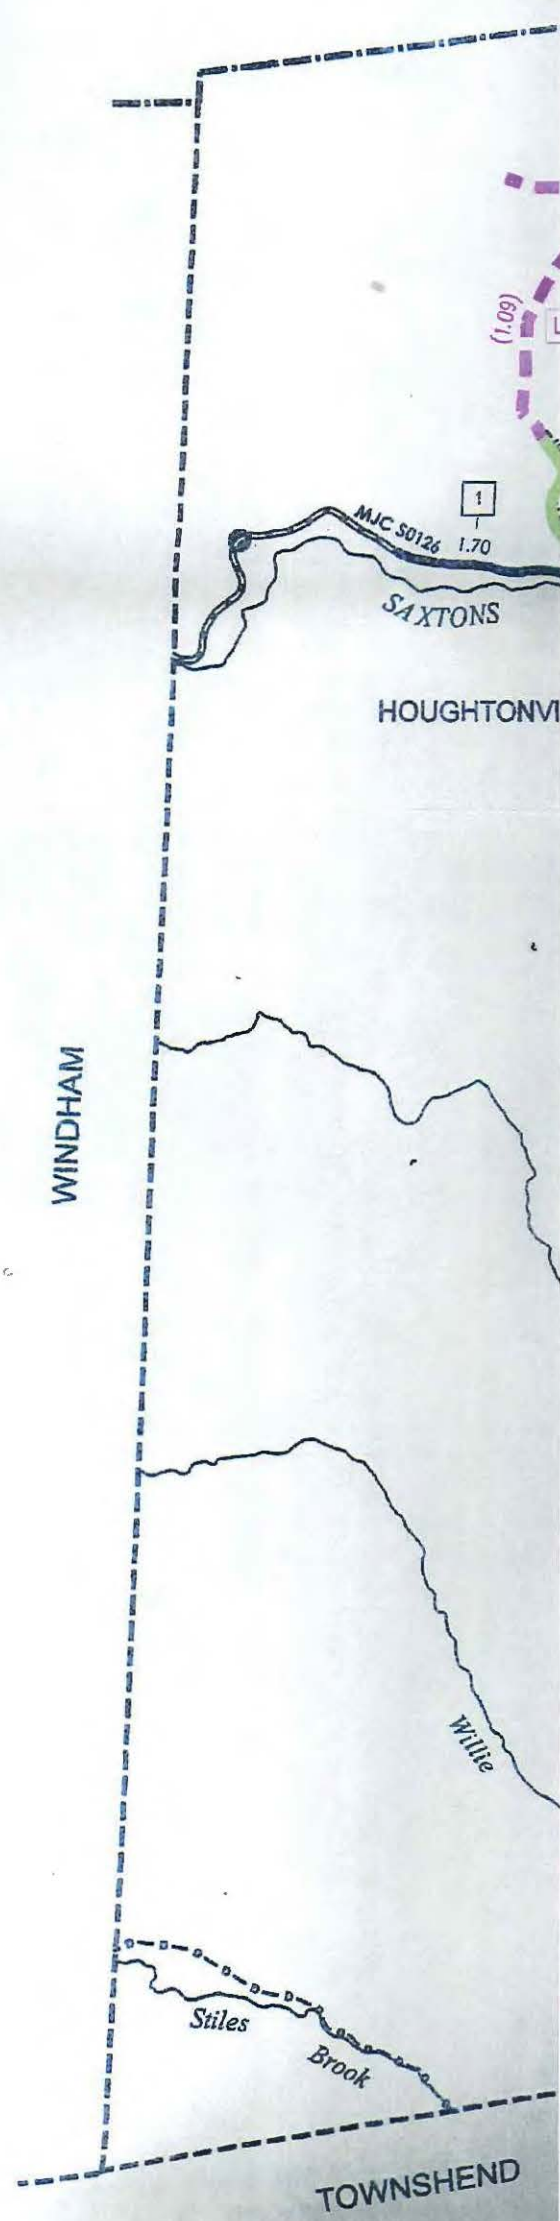 (1.09)
L
1
MJC S0126
1.70
SAXTONS
HOUGHTONVI
WINDHAM
Willie
Stiles
Brook
TOWNSHEND